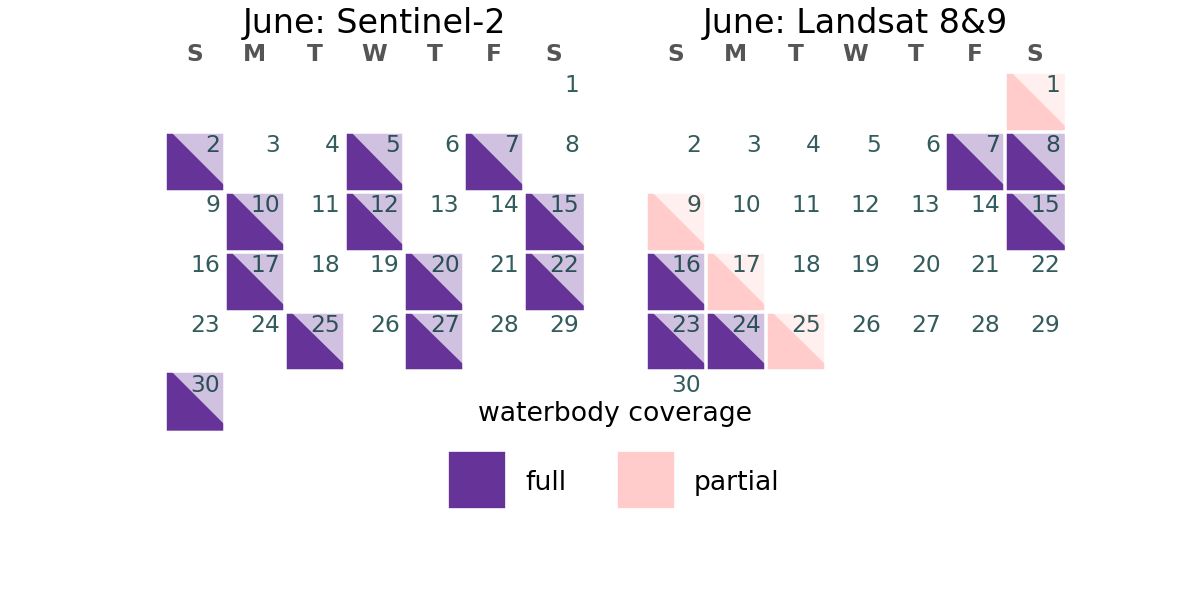 June: Sentinel-2
S M T W T F S
1
2 3 4 5 6 7 8
9 10 11 12 13 14 15
16 17 18 19 20 21 22
23 24 25 26 27 28 29
30
June: Landsat 8&9
S M T W T F S
1
2 3 4 5 6 7 8
9 10 11 12 13 14 15
16 17 18 19 20 21 22
23 24 25 26 27 28 29
30
waterbody coverage
full partial